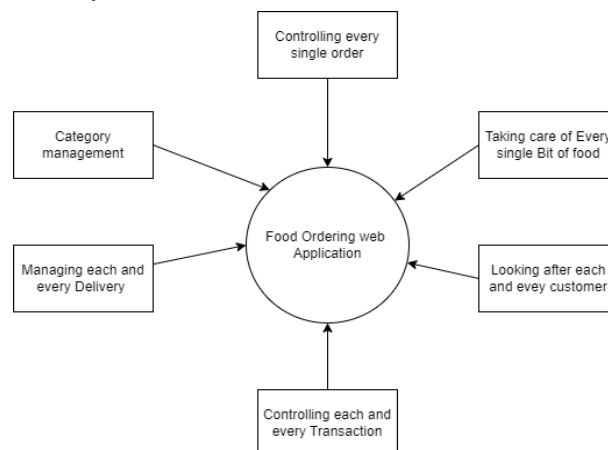 Controlling every
single order
Category
management
Taking care of Every
single Bit of food
Food Ordering web
Application
Managing each and
every Delivery
Looking after each
and evey customer
Controlling each and
every Transaction